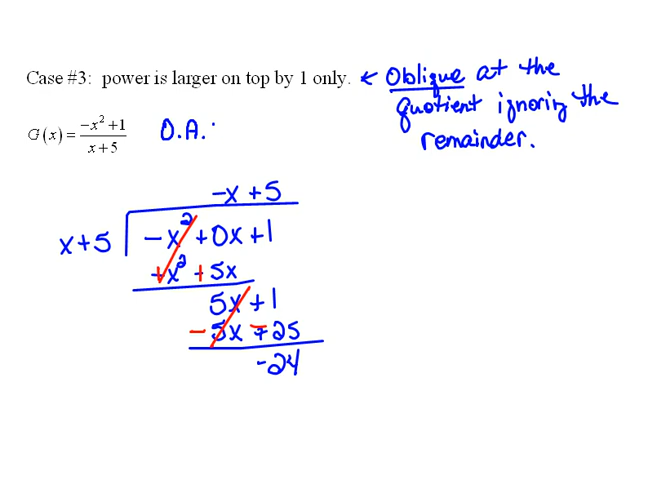 Case #3: power is larger on top by 1 only. ← Oblique at the
quotient ignoring the
remainder.
G(x) = (-x² + 1)/(x + 5) O.A.:
-x + 5
x+5 | -x² + 0x + 1
+x² + 5x
5x + 1
- 5x - 25
-24